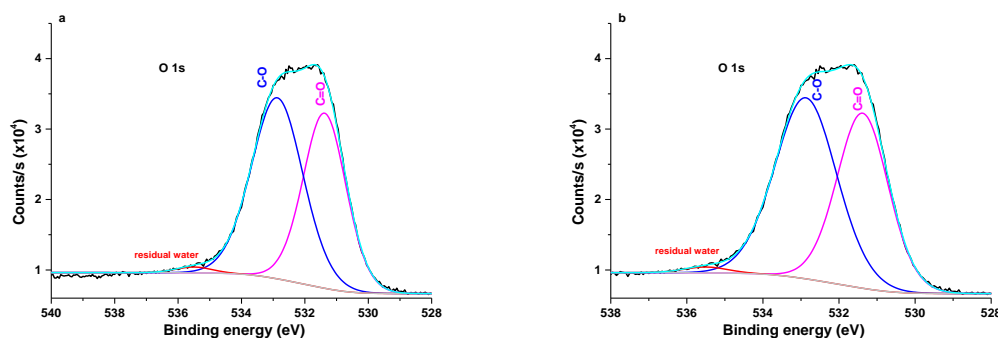 a
O 1s
C-O
C=O
residual water
4
3
2
1
Counts/s (x10⁴)
540 538 536 534 532 530 528
Binding energy (eV)
b
O 1s
C-O
C=O
residual water
4
3
2
1
Counts/s (x10⁴)
538 536 534 532 530 528
Binding energy (eV)